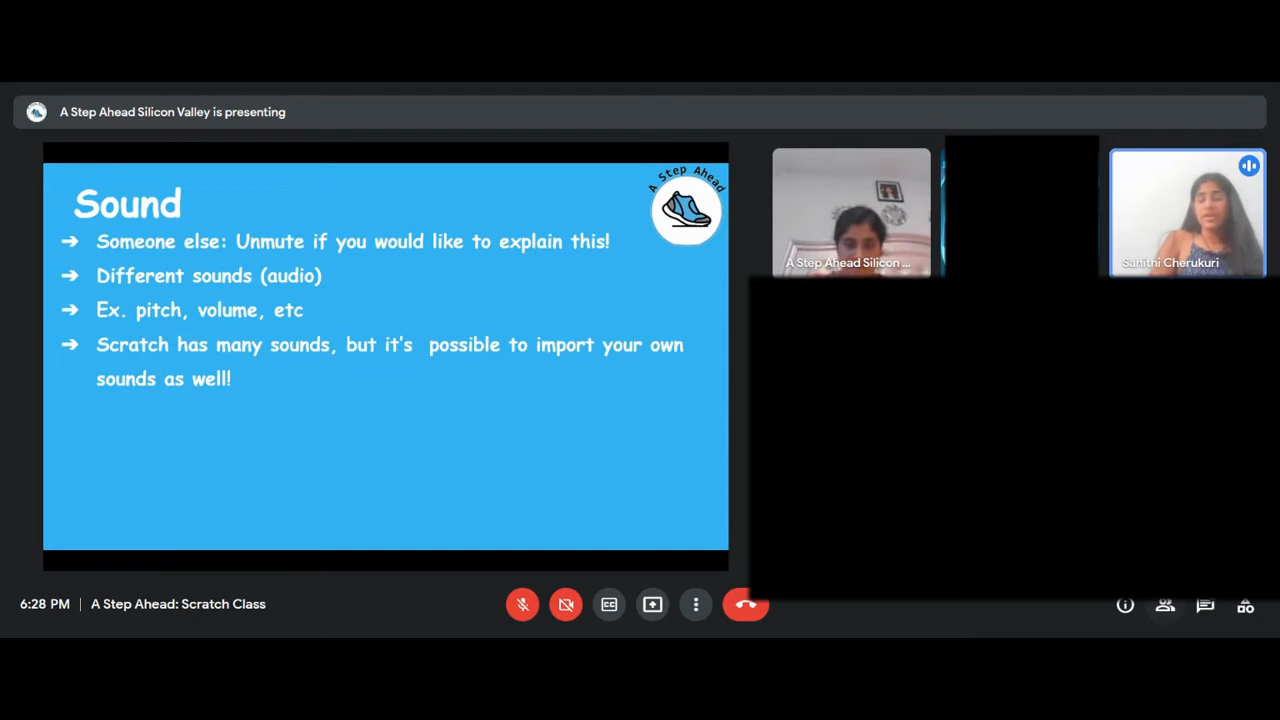 A Step Ahead Silicon Valley is presenting
A Step Ahead
Sound
➔ Someone else: Unmute if you would like to explain this!
➔ Different sounds (audio)
➔ Ex. pitch, volume, etc
➔ Scratch has many sounds, but it's possible to import your own
sounds as well!
A Step Ahead Silicon ...
Sahithi Cherukuri
6:28 PM | A Step Ahead: Scratch Class
CC